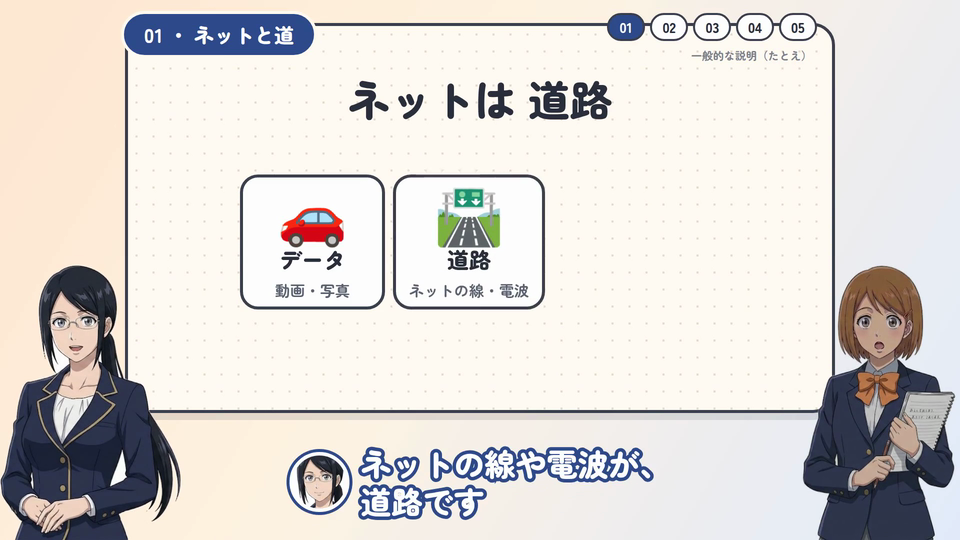 01 ・ ネットと道
01 02 03 04 05
一般的な説明（たとえ）
ネットは 道路
データ
動画・写真
道路
ネットの線・電波
ネットの線や電波が、
道路です